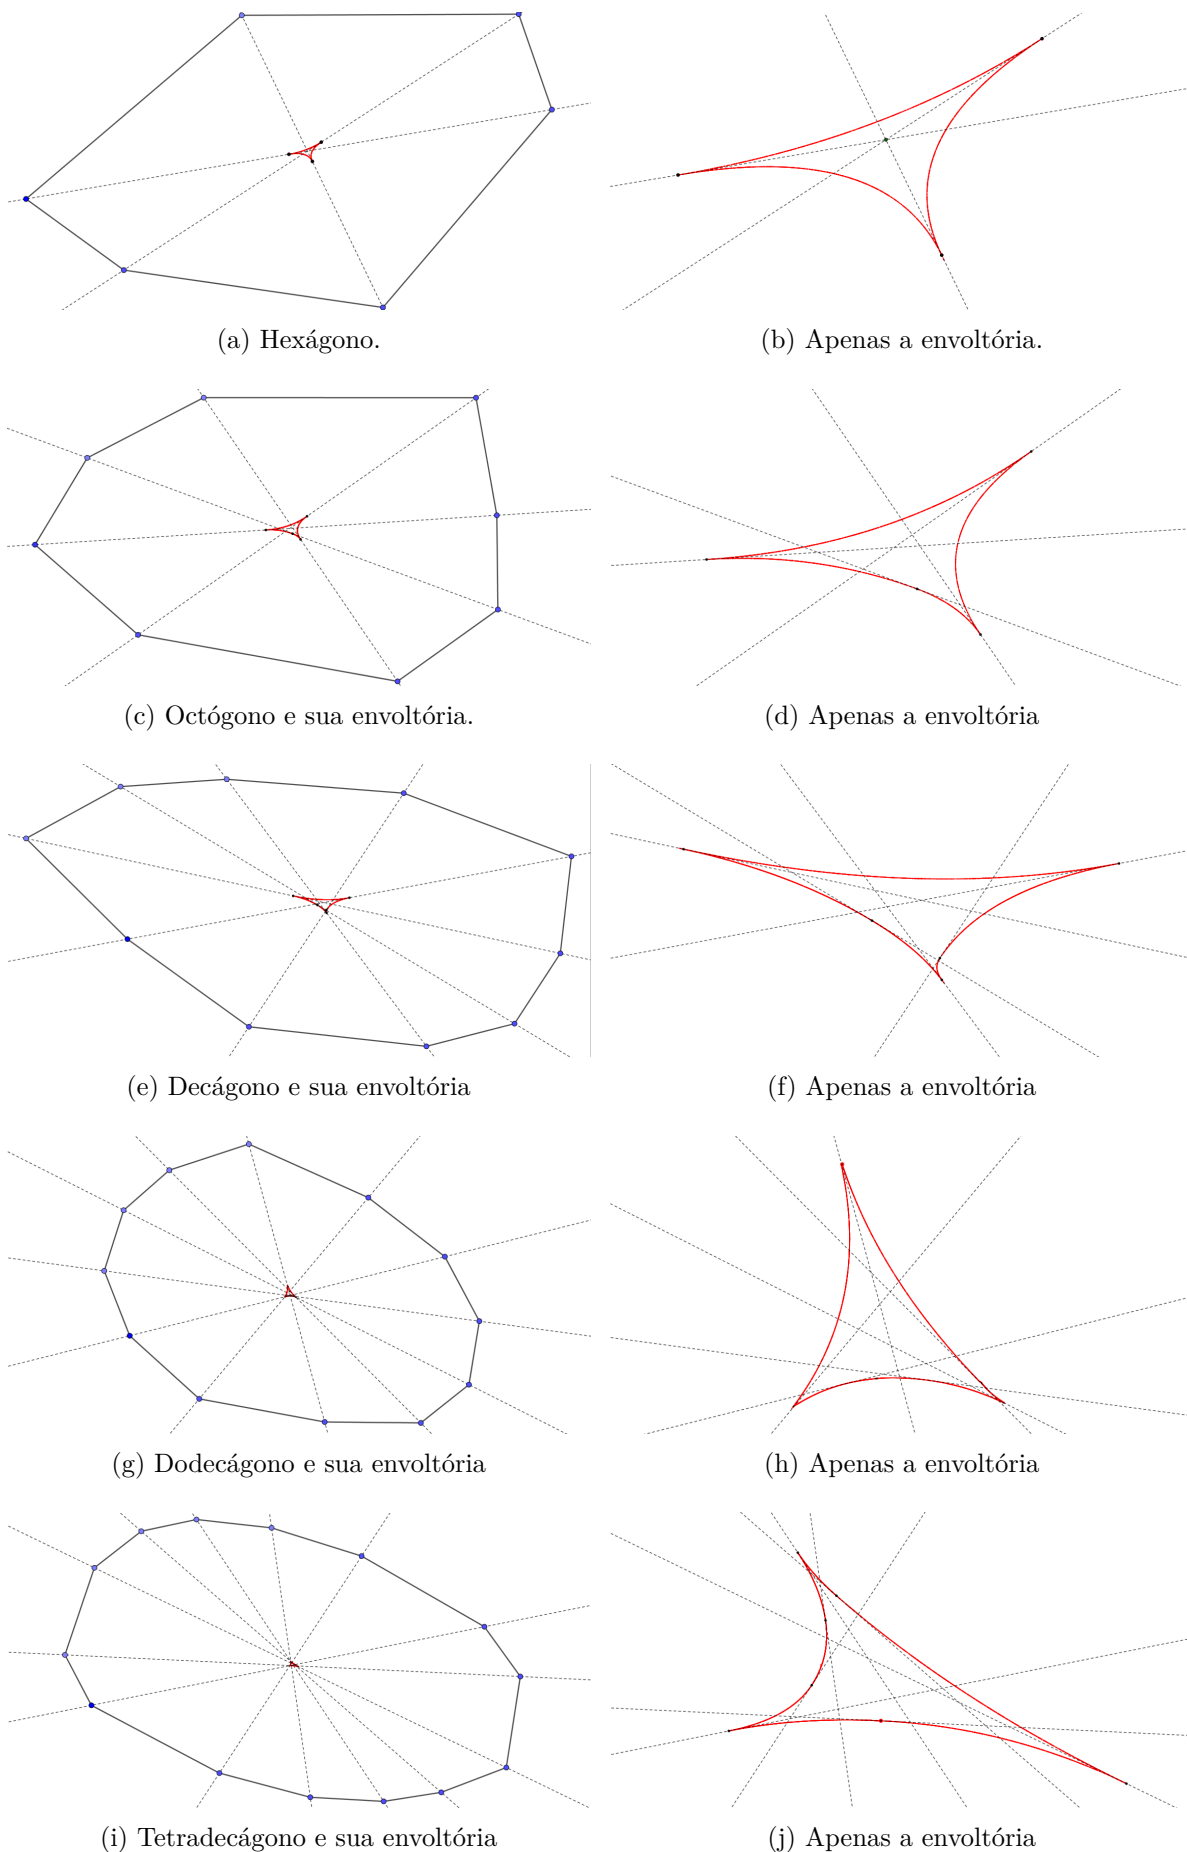 (a) Hexágono.
(b) Apenas a envoltória.
(c) Octógono e sua envoltória.
(d) Apenas a envoltória
(e) Decágono e sua envoltória
(f) Apenas a envoltória
(g) Dodecágono e sua envoltória
(h) Apenas a envoltória
(i) Tetradecágono e sua envoltória
(j) Apenas a envoltória